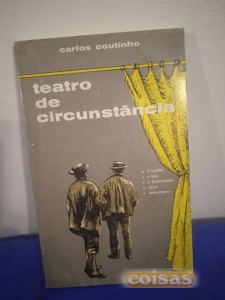 carlos coutinho
teatro
de
circunstância
coisas